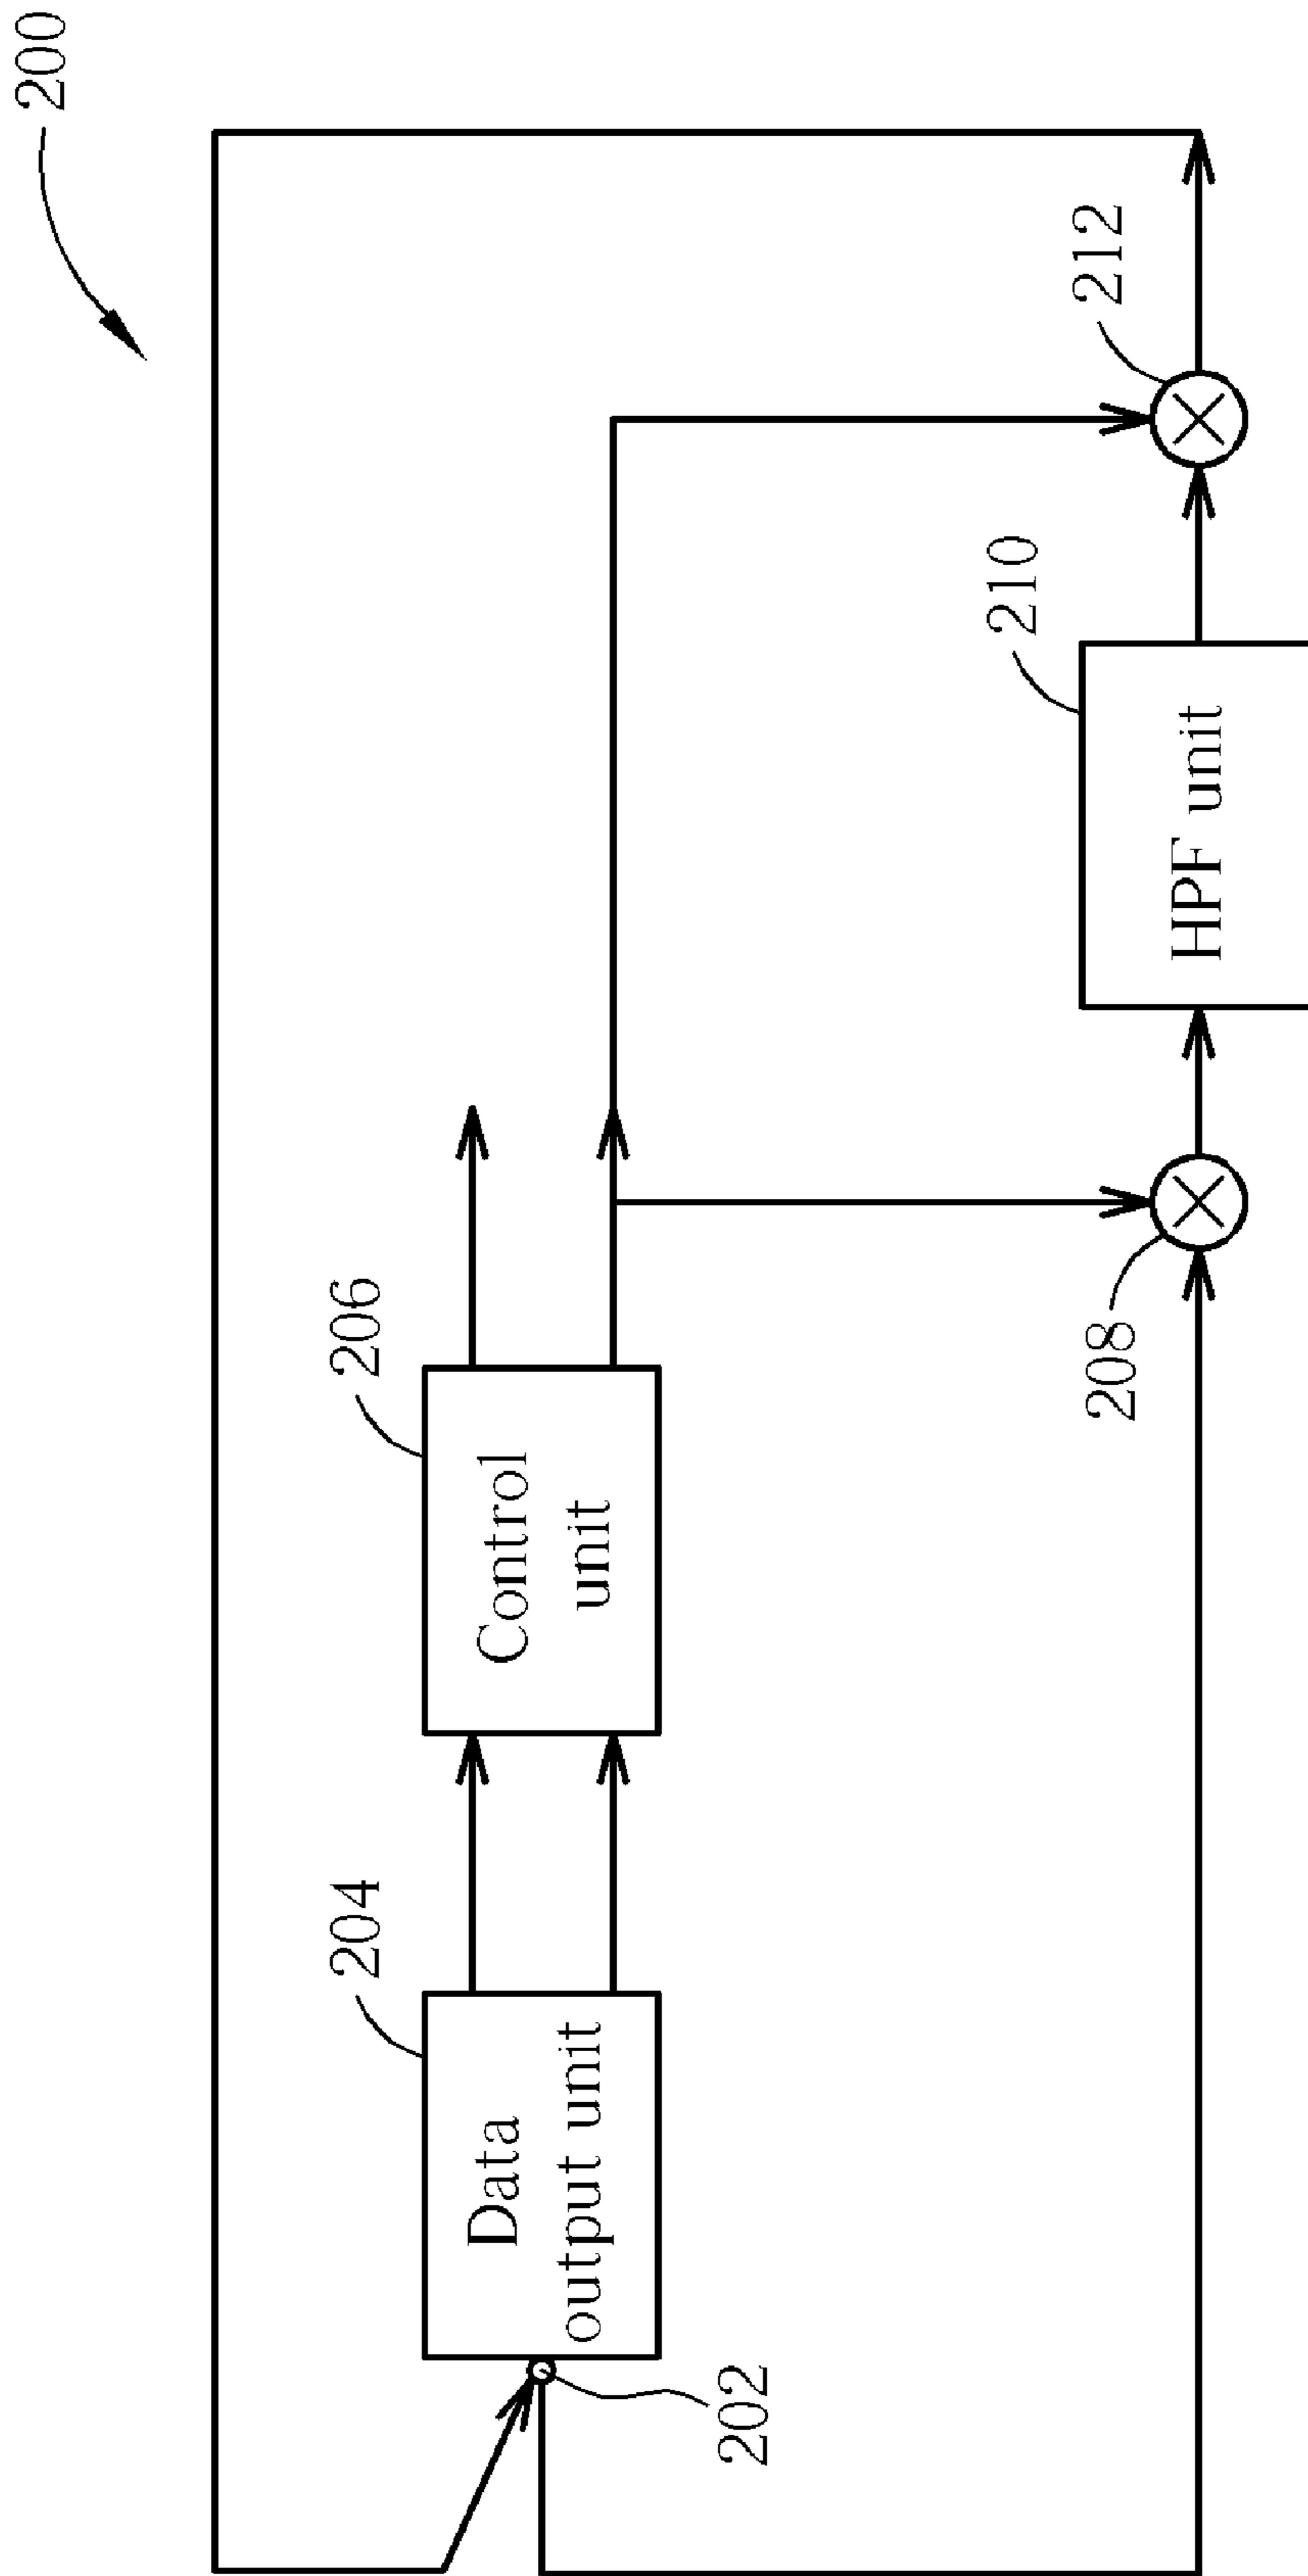 200
204
Data
output unit
206
Control
unit
202
208
210
HPF unit
212